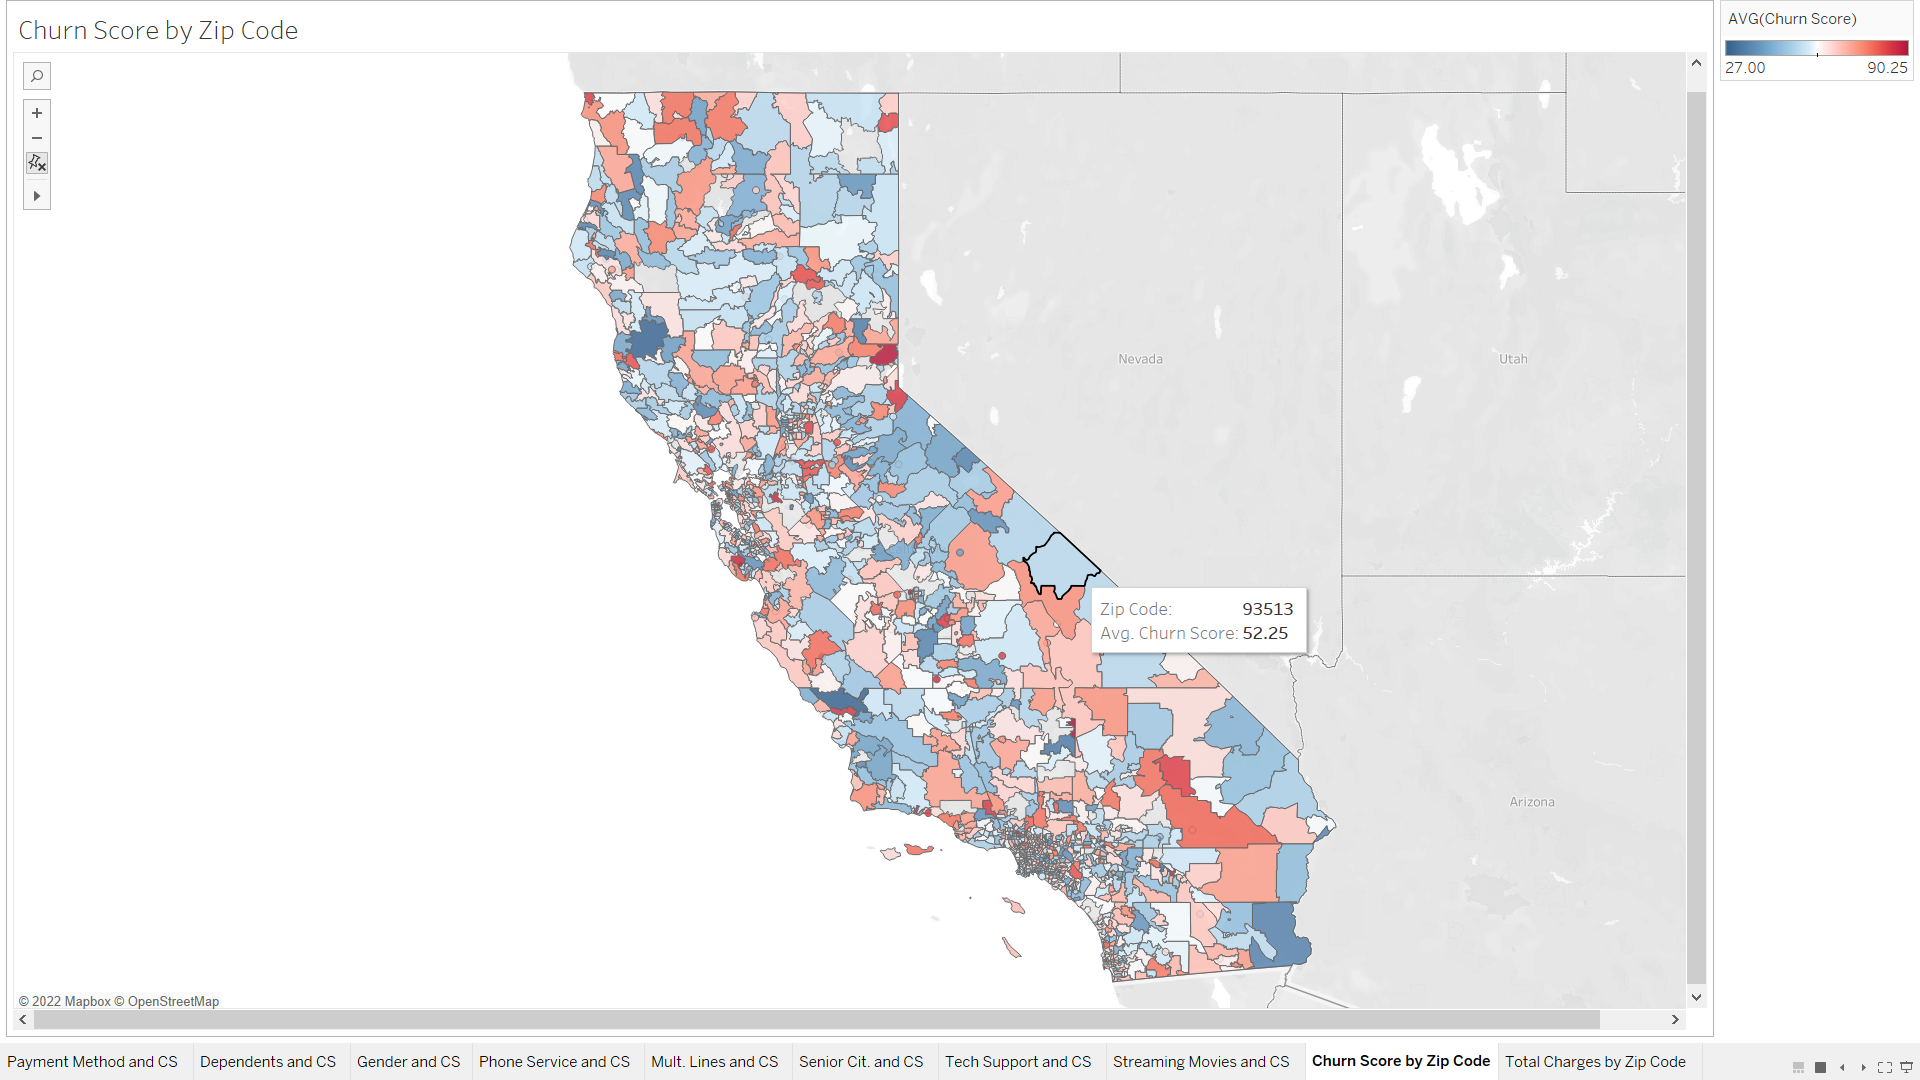 Churn Score by Zip Code
AVG(Churn Score)
27.00 90.25
Nevada
Utah
Arizona
Zip Code: 93513
Avg. Churn Score: 52.25
© 2022 Mapbox © OpenStreetMap
Payment Method and CS
Dependents and CS
Gender and CS
Phone Service and CS
Mult. Lines and CS
Senior Cit. and CS
Tech Support and CS
Streaming Movies and CS
Churn Score by Zip Code
Total Charges by Zip Code